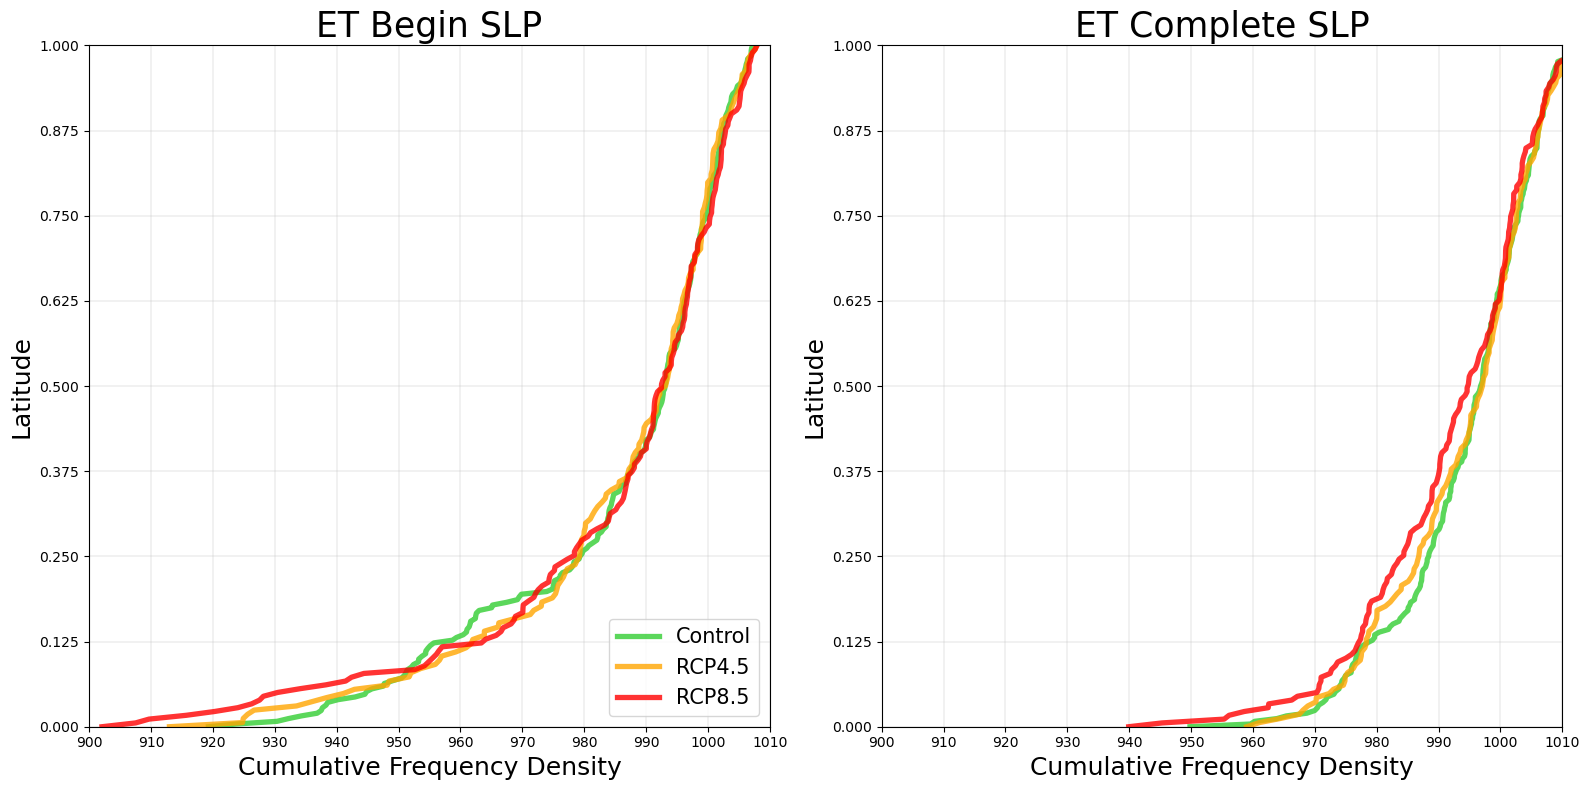 ET Begin SLP
1.000
0.875
0.750
0.625
0.500
0.375
0.250
0.125
0.000
Latitude
900 910 920 930 940 950 960 970 980 990 1000 1010
Cumulative Frequency Density
Control
RCP4.5
RCP8.5
ET Complete SLP
1.000
0.875
0.750
0.625
0.500
0.375
0.250
0.125
0.000
Latitude
900 910 920 930 940 950 960 970 980 990 1000 1010
Cumulative Frequency Density